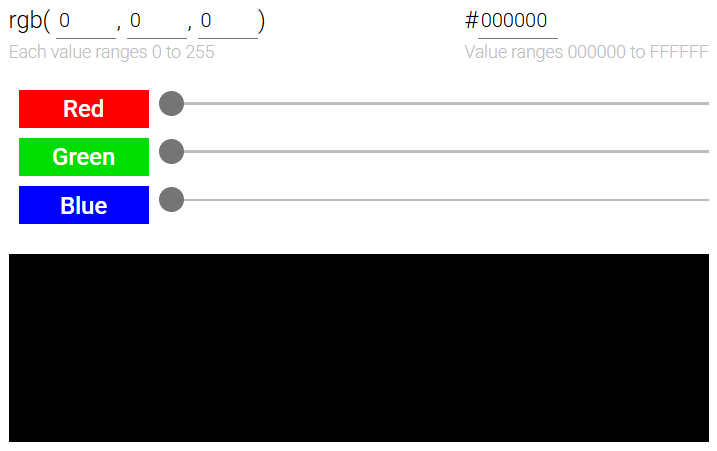 rgb( 0, 0, 0) #000000
Each value ranges 0 to 255 Value ranges 000000 to FFFFFF
Red
Green
Blue